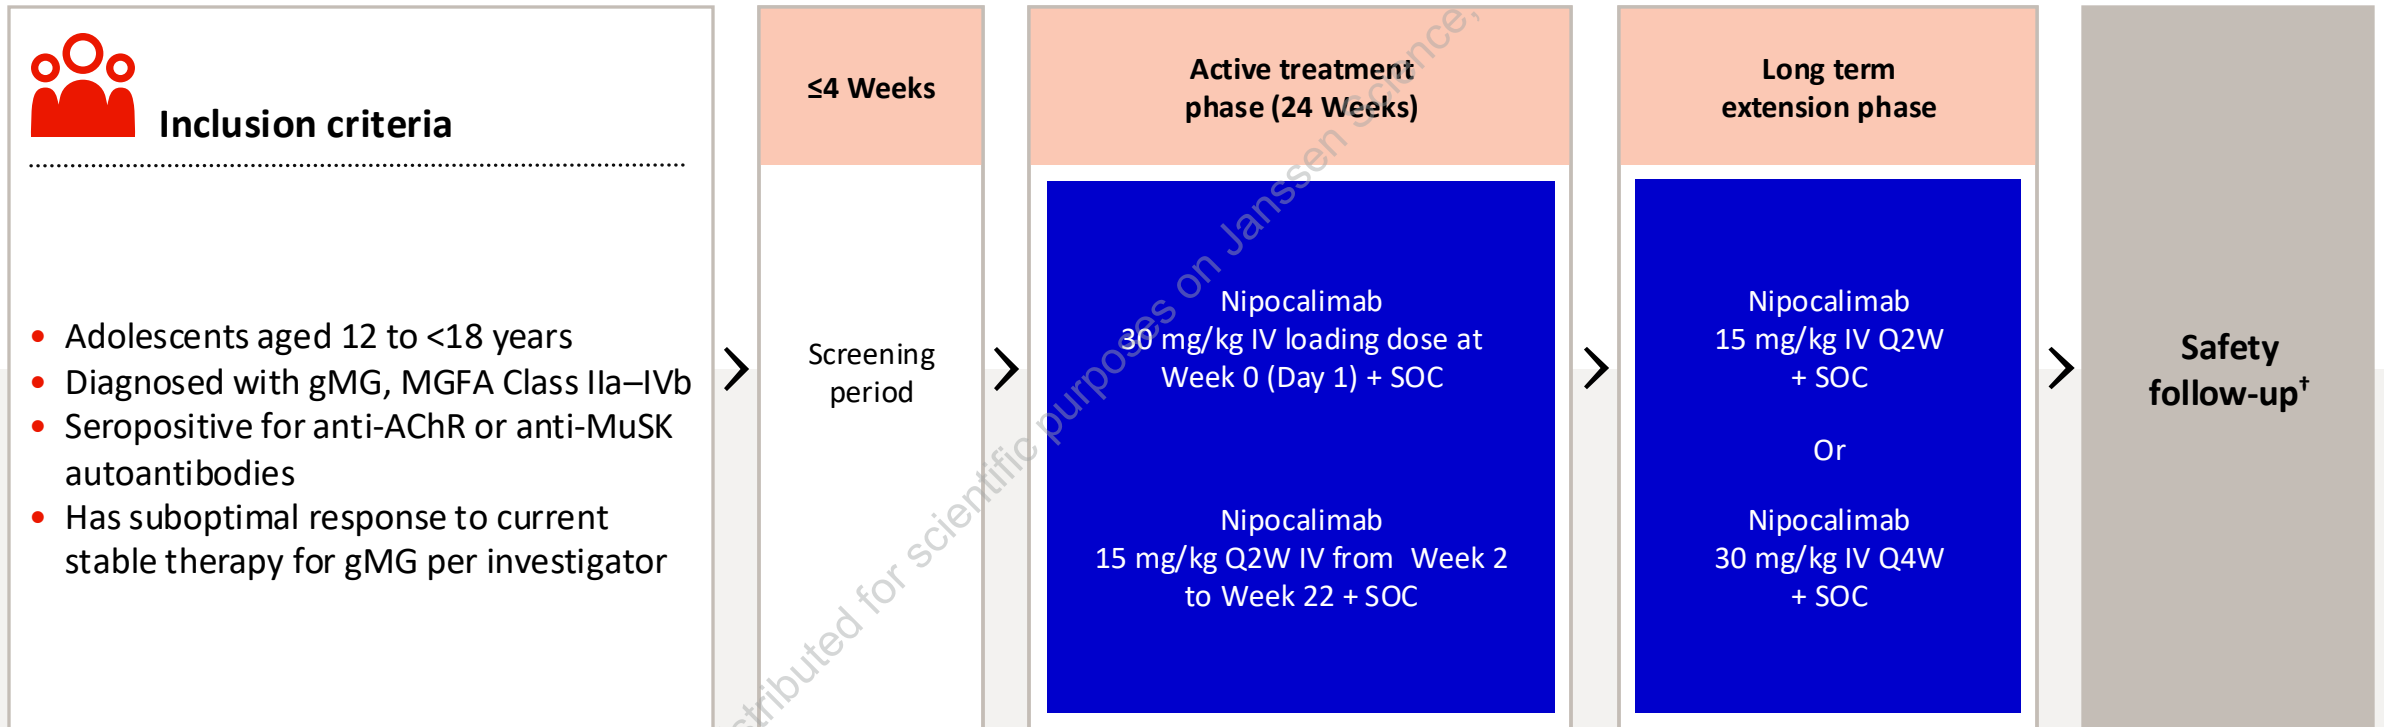 Inclusion criteria
• Adolescents aged 12 to <18 years
• Diagnosed with gMG, MGFA Class IIa–IVb
• Seropositive for anti-AChR or anti-MuSK
autoantibodies
• Has suboptimal response to current
stable therapy for gMG per investigator
≤4 Weeks
Screening
period
Active treatment
phase (24 Weeks)
Nipocalimab
30 mg/kg IV loading dose at
Week 0 (Day 1) + SOC
Nipocalimab
15 mg/kg Q2W IV from Week 2
to Week 22 + SOC
Long term
extension phase
Nipocalimab
15 mg/kg IV Q2W
+ SOC
Or
Nipocalimab
30 mg/kg IV Q4W
+ SOC
Safety
follow-up†
for scientific purposes on Janssen Science,